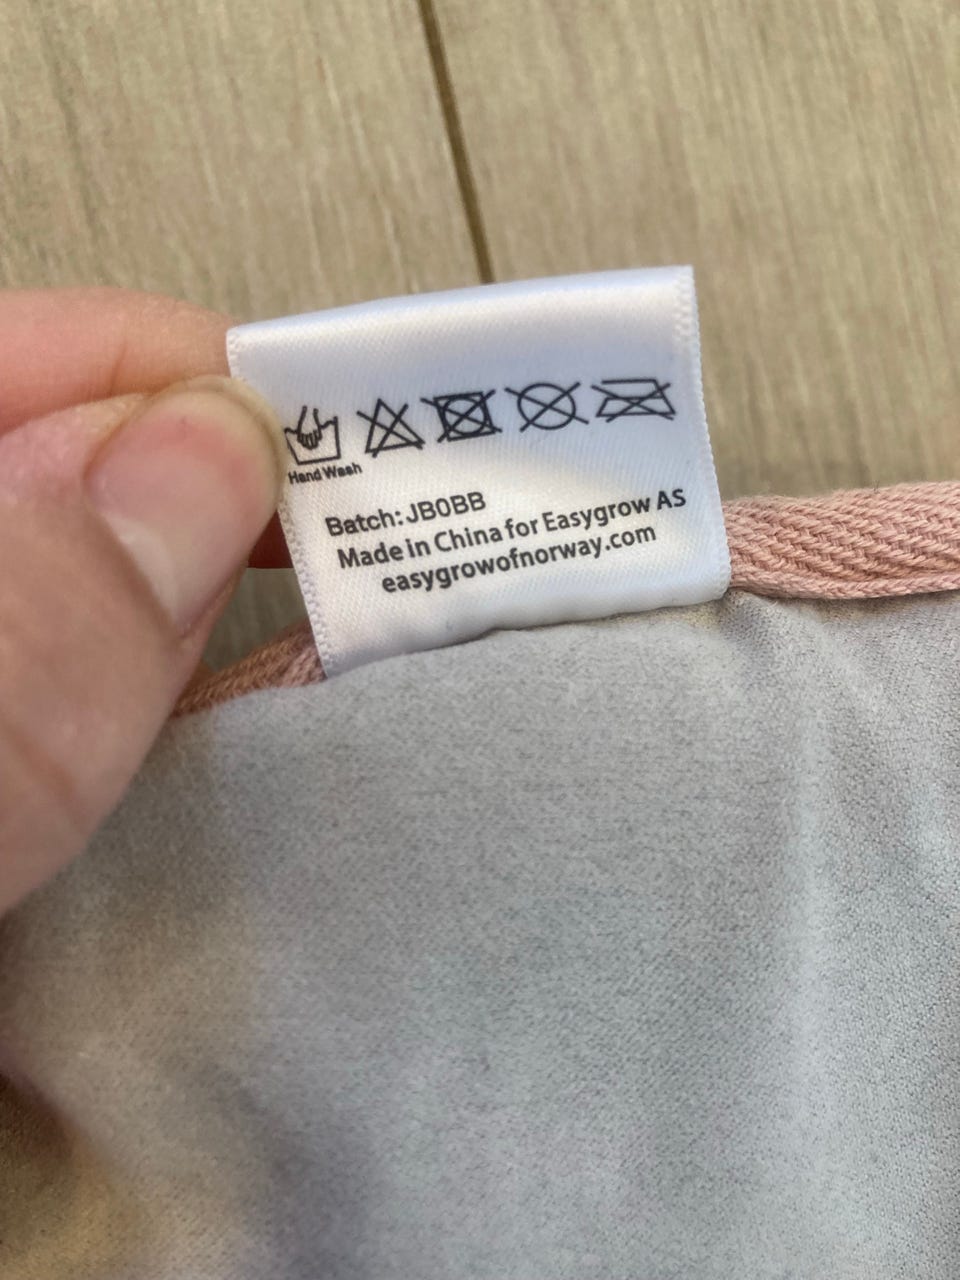 Hand Wash
Batch: JB0BB
Made in China for Easygrow AS
easygrowofnorway.com